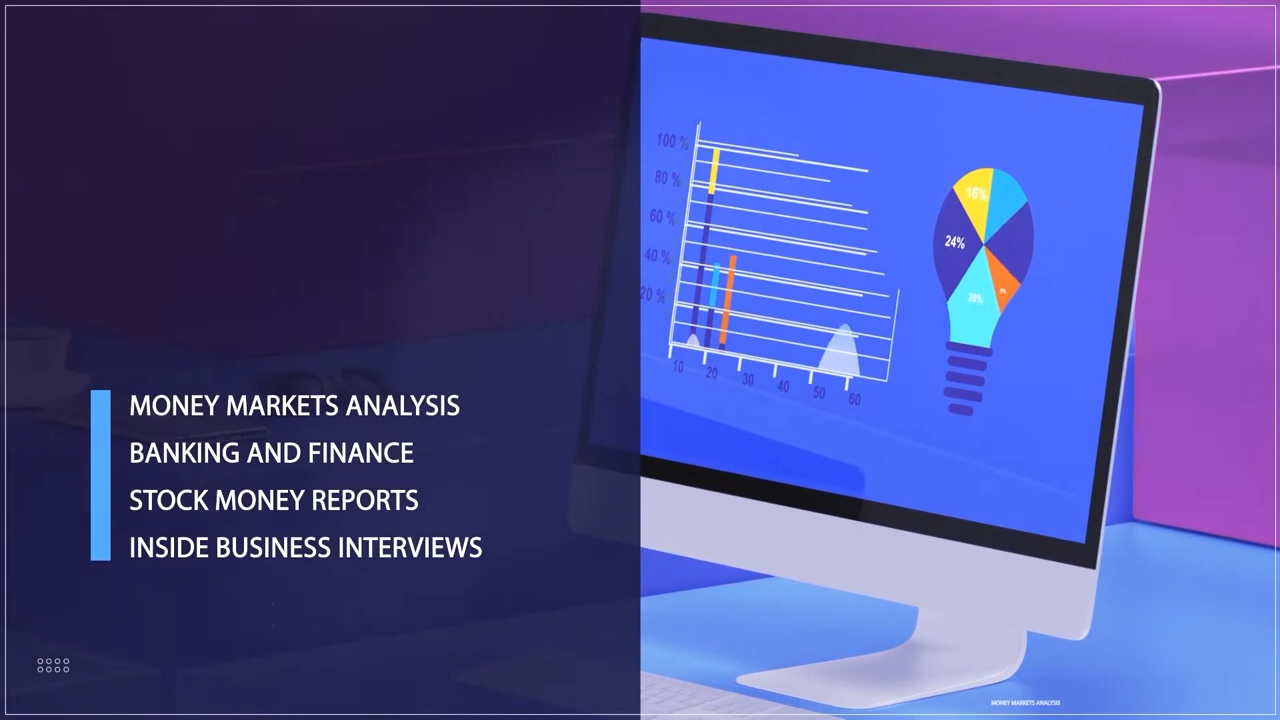 MONEY MARKETS ANALYSIS
BANKING AND FINANCE
STOCK MONEY REPORTS
INSIDE BUSINESS INTERVIEWS
100 %
80 %
60 %
40 %
20 %
10 20 30 40 50 60
16%
24%
20%
MONEY MARKETS ANALYSIS